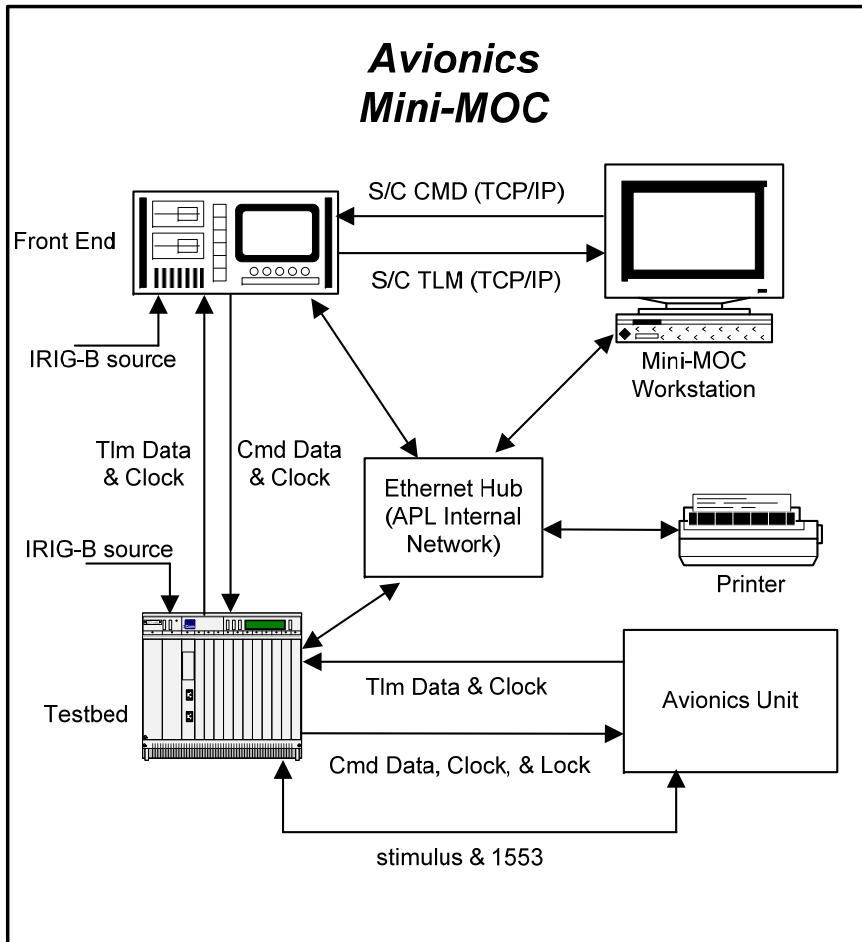 Avionics
Mini-MOC
S/C CMD (TCP/IP)
Front End
S/C TLM (TCP/IP)
IRIG-B source
Mini-MOC
Workstation
Tlm Data
& Clock
Cmd Data
& Clock
Ethernet Hub
(APL Internal
Network)
IRIG-B source
Printer
Tlm Data & Clock
Avionics Unit
Testbed
Cmd Data, Clock, & Lock
stimulus & 1553